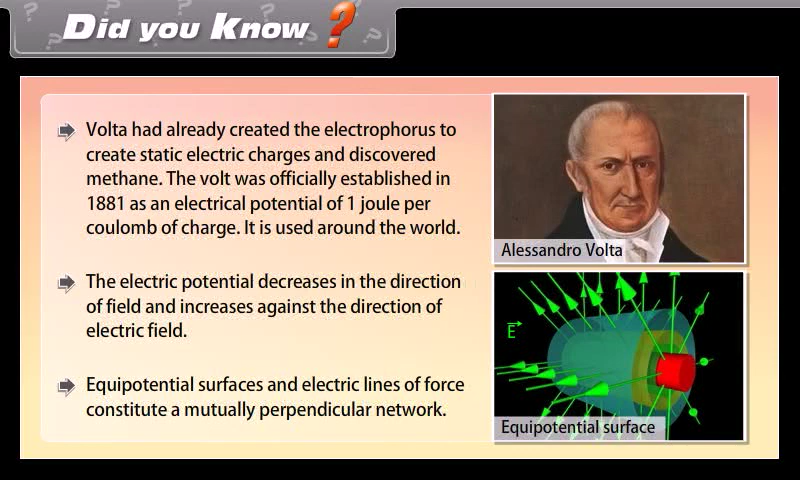 Did you Know ?
Volta had already created the electrophorus to
create static electric charges and discovered
methane. The volt was officially established in
1881 as an electrical potential of 1 joule per
coulomb of charge. It is used around the world.
Alessandro Volta
The electric potential decreases in the direction
of field and increases against the direction of
electric field.
E
Equipotential surfaces and electric lines of force
constitute a mutually perpendicular network.
Equipotential surface